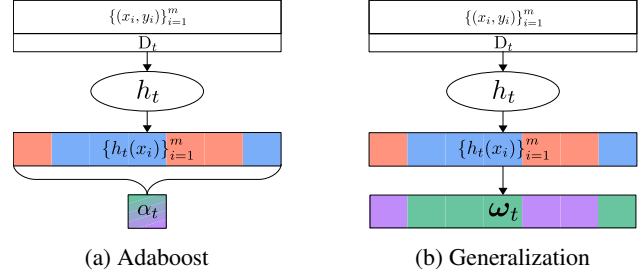 {(x_i, y_i)}_{i=1}^m
D_t
h_t
{h_t(x_i)}_{i=1}^m
α_t
(a) Adaboost
{(x_i, y_i)}_{i=1}^m
D_t
h_t
{h_t(x_i)}_{i=1}^m
ω_t
(b) Generalization